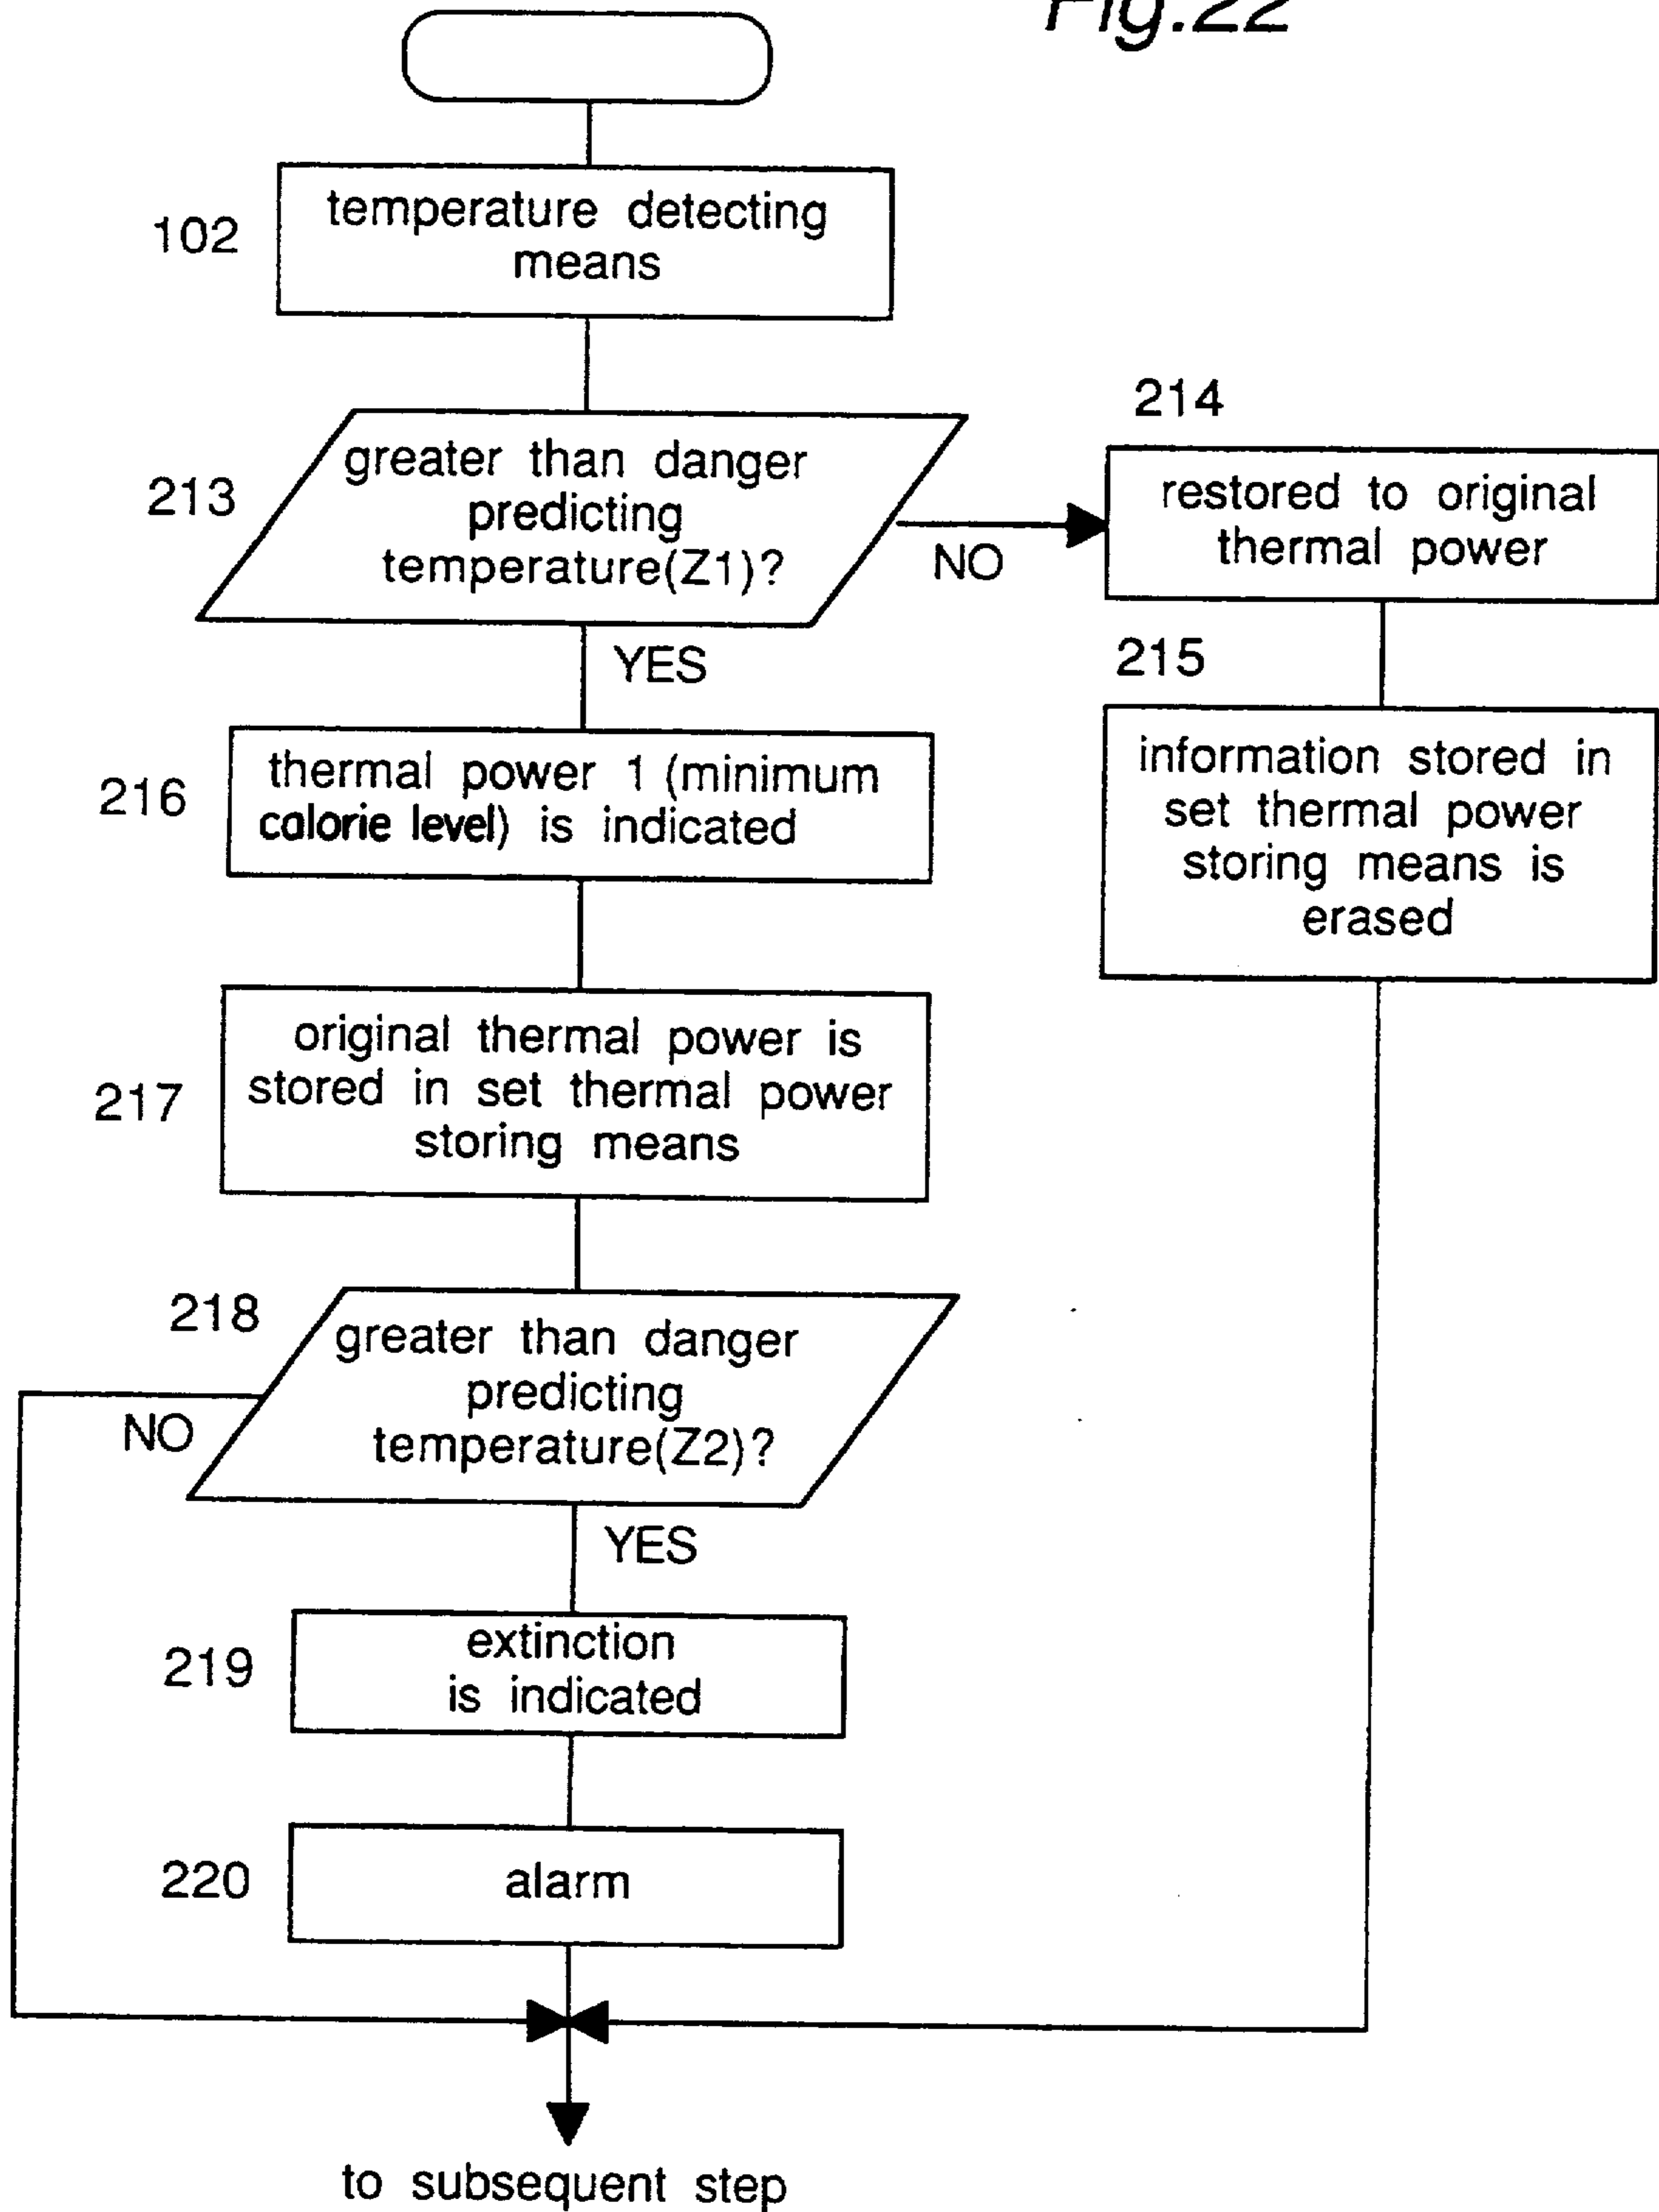 Fig.22
102
temperature detecting
means
213
greater than danger
predicting
temperature(Z1)?
NO
YES
214
restored to original
thermal power
215
information stored in
set thermal power
storing means is
erased
216
thermal power 1 (minimum
calorie level) is indicated
217
original thermal power is
stored in set thermal power
storing means
218
greater than danger
predicting
temperature(Z2)?
NO
YES
219
extinction
is indicated
220
alarm
to subsequent step